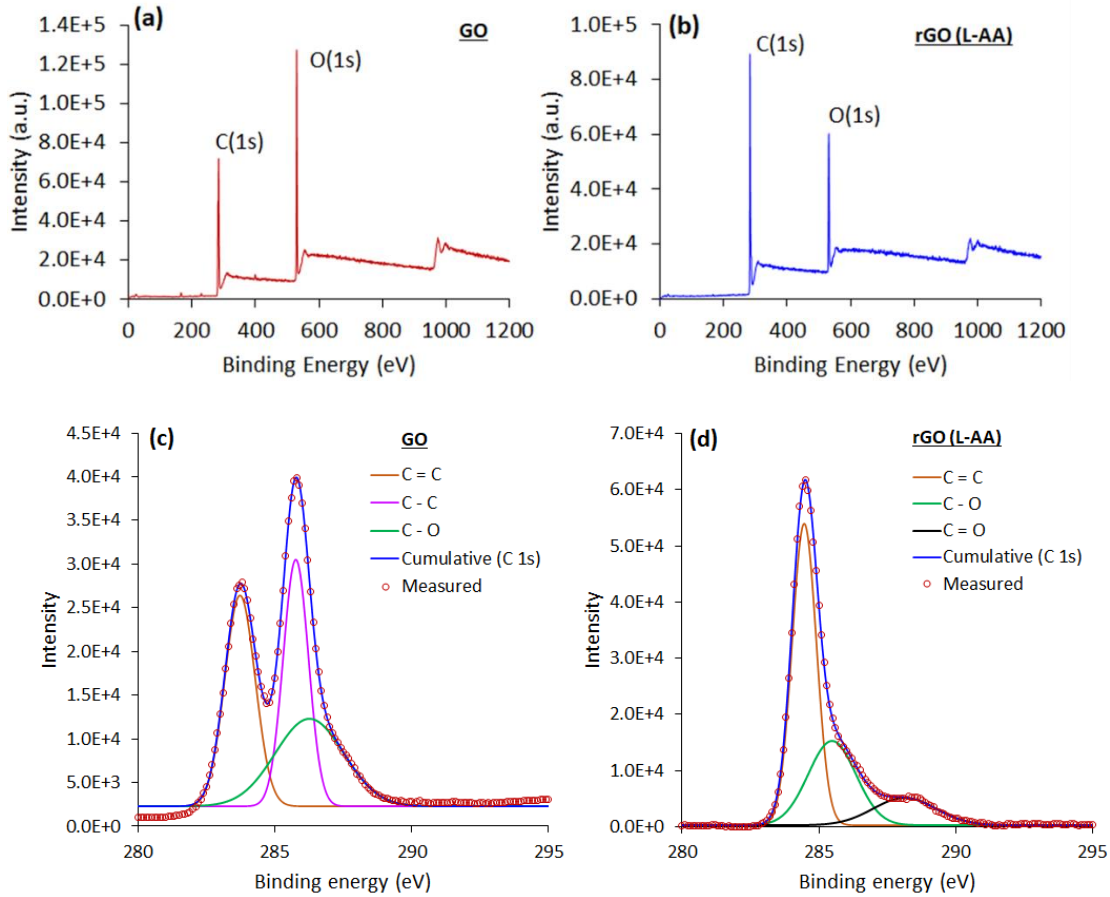 (a)
GO
1.4E+5
1.2E+5
1.0E+5
8.0E+4
6.0E+4
4.0E+4
2.0E+4
0.0E+0
Intensity (a.u.)
C(1s)
O(1s)
0 200 400 600 800 1000 1200
Binding Energy (eV)
(b)
rGO (L-AA)
1.0E+5
8.0E+4
6.0E+4
4.0E+4
2.0E+4
0.0E+0
Intensity (a.u.)
C(1s)
O(1s)
0 200 400 600 800 1000 1200
Binding Energy (eV)
(c)
GO
4.5E+4
4.0E+4
3.5E+4
3.0E+4
2.5E+4
2.0E+4
1.5E+4
1.0E+4
5.0E+3
0.0E+0
Intensity
C = C
C - C
C - O
Cumulative (C 1s)
Measured
280 285 290 295
Binding energy (eV)
(d)
rGO (L-AA)
7.0E+4
6.0E+4
5.0E+4
4.0E+4
3.0E+4
2.0E+4
1.0E+4
0.0E+0
Intensity
C = C
C - O
C = O
Cumulative (C 1s)
Measured
280 285 290 295
Binding energy (eV)